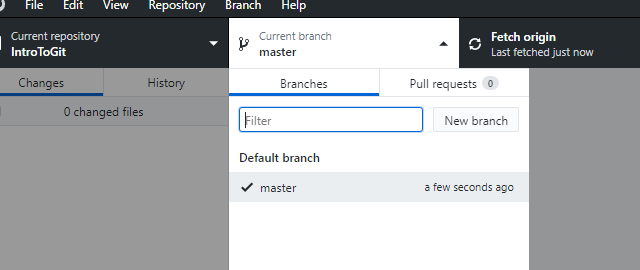 File Edit View Repository Branch Help
Current repository
IntroToGit
Current branch
master
Fetch origin
Last fetched just now
Changes History
0 changed files
Branches Pull requests 0
Filter New branch
Default branch
master a few seconds ago